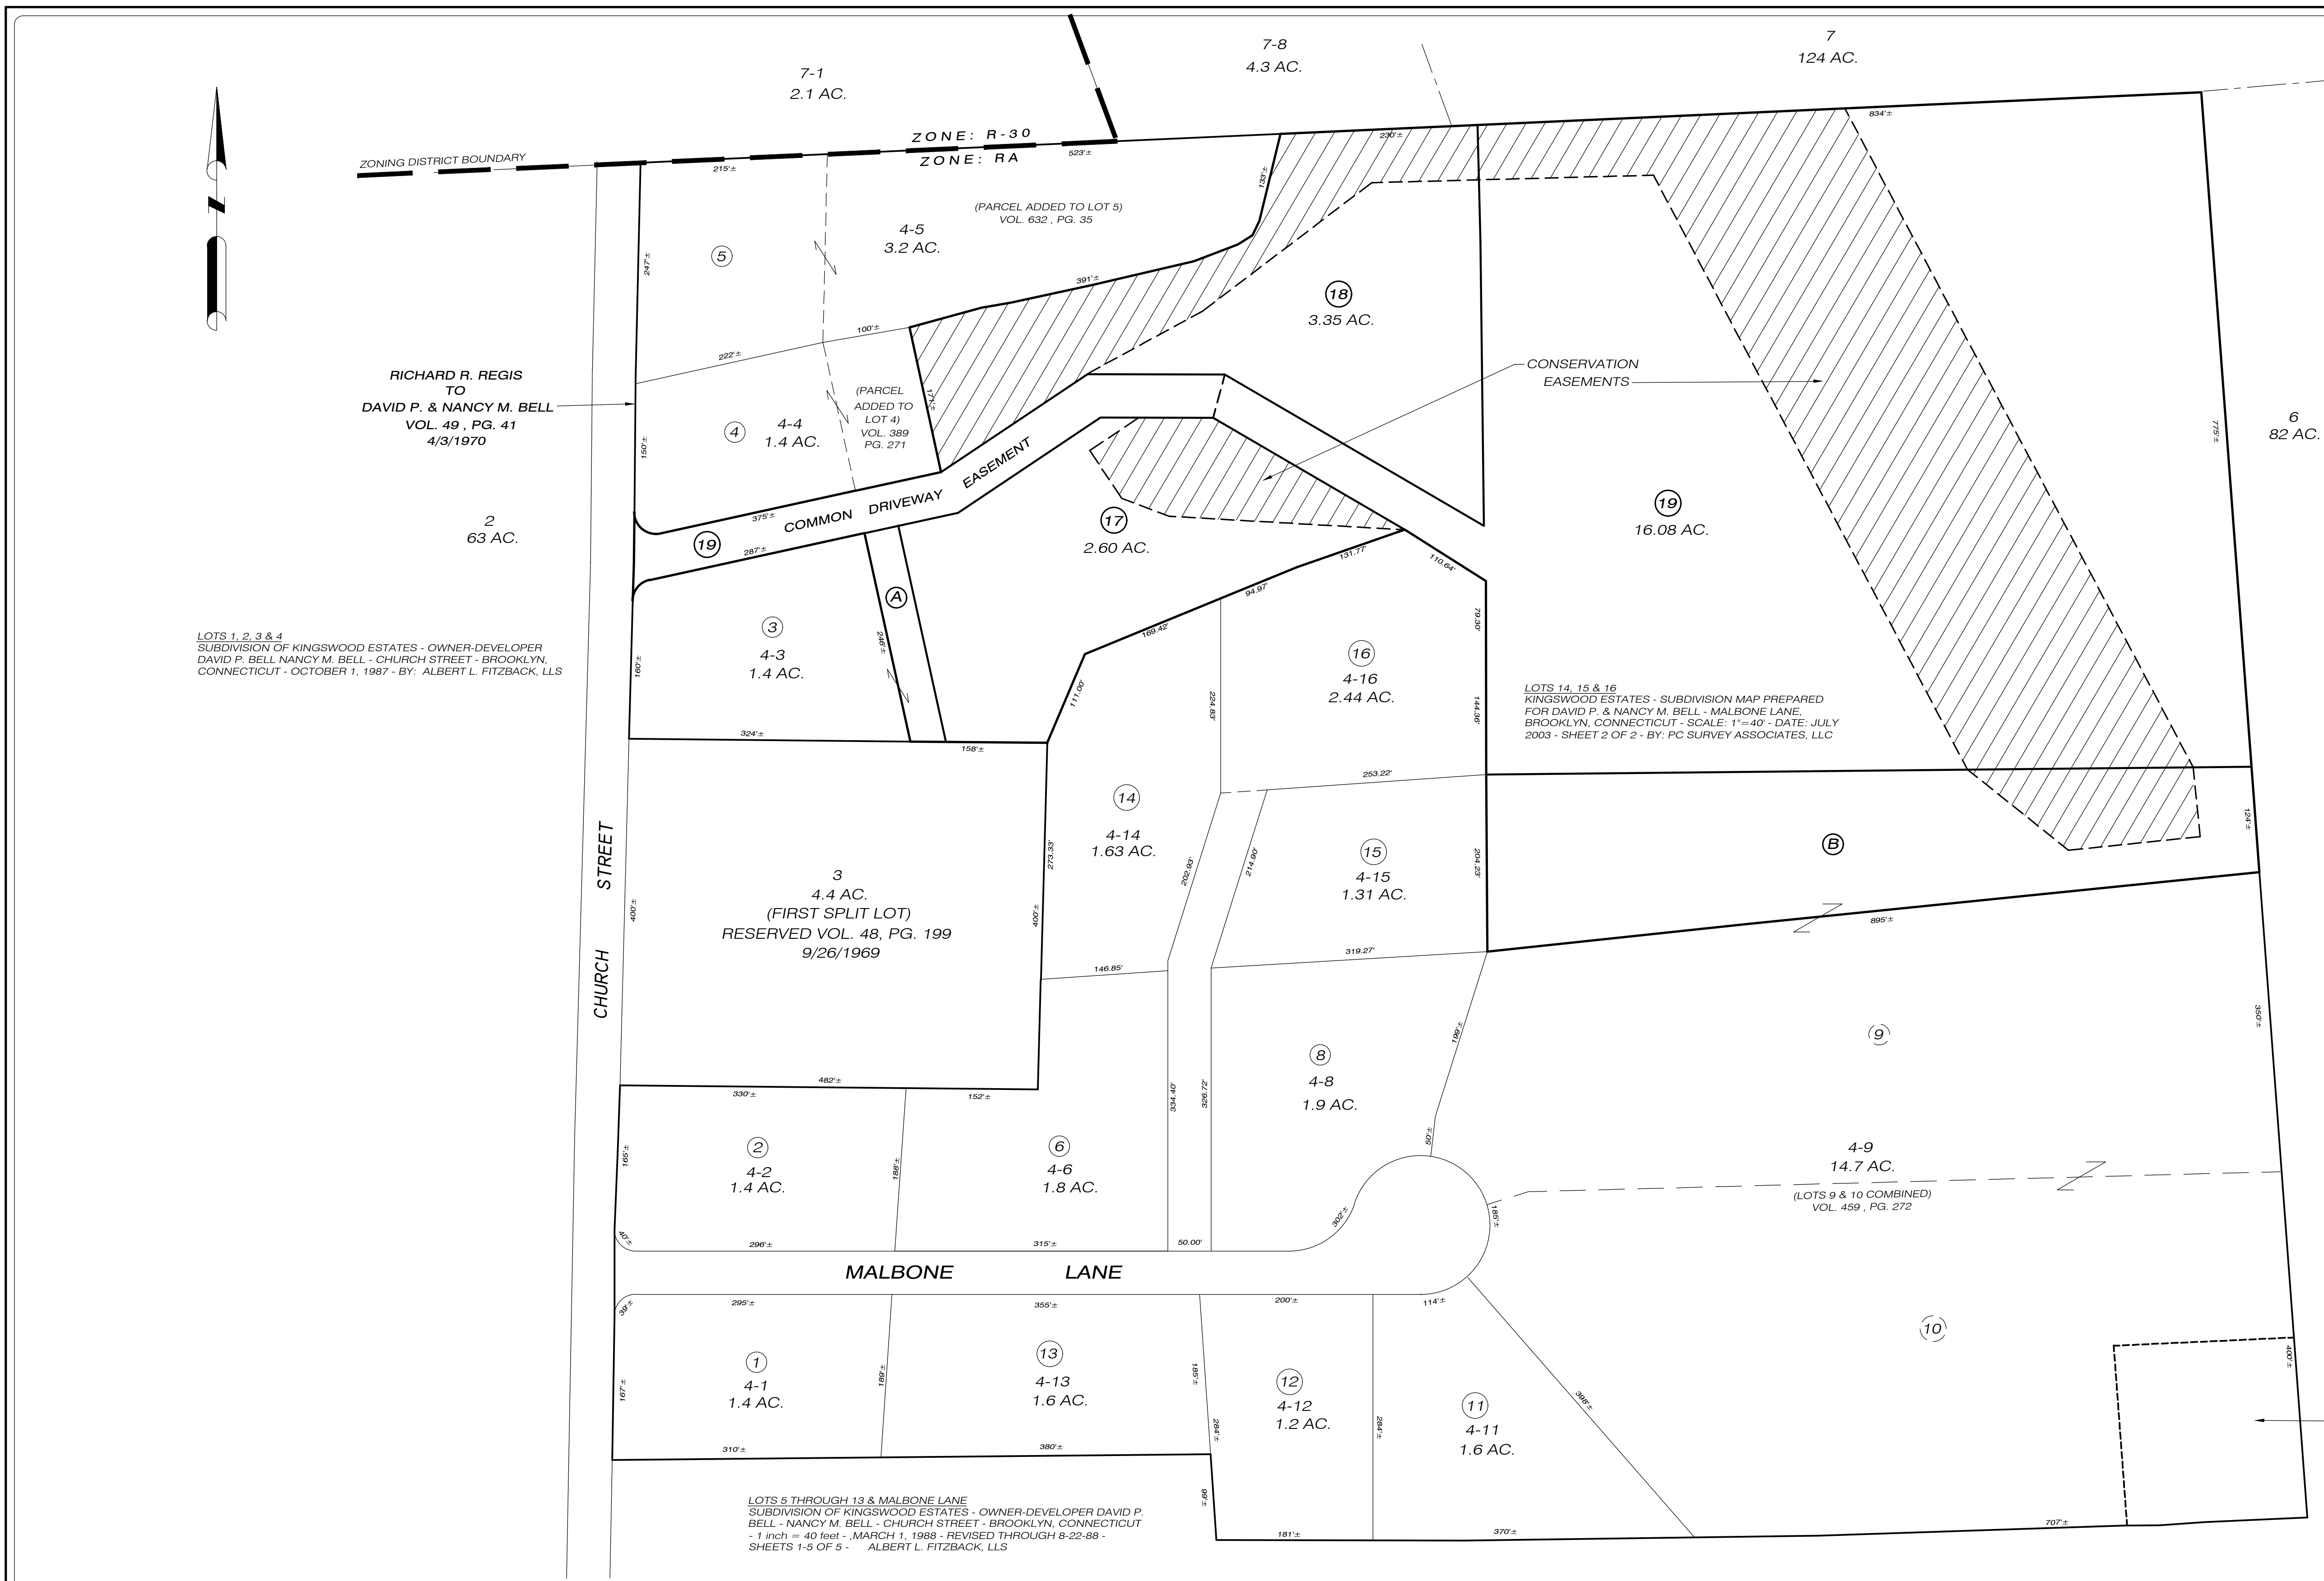 7-1
2.1 AC.
7-8
4.3 AC.
7
124 AC.
ZONING DISTRICT BOUNDARY
ZONE: R-30
ZONE: RA
215'±
523'±
230'±
834'±
133'±
(PARCEL ADDED TO LOT 5)
VOL. 632 , PG. 35
4-5
3.2 AC.
5
247'±
391'±
18
3.35 AC.
100'±
222'±
RICHARD R. REGIS
TO
DAVID P. & NANCY M. BELL
VOL. 49 , PG. 41
4/3/1970
CONSERVATION
EASEMENTS
(PARCEL
ADDED TO
LOT 4)
VOL. 389
PG. 271
171'±
4
4-4
1.4 AC.
150'±
6
82 AC.
775'±
2
63 AC.
375'±
COMMON DRIVEWAY EASEMENT
19
287'±
17
2.60 AC.
19
16.08 AC.
131.77'
110.64'
94.97'
A
79.30'
169.42'
3
4-3
1.4 AC.
160'±
246'±
LOTS 1, 2, 3 & 4
SUBDIVISION OF KINGSWOOD ESTATES - OWNER-DEVELOPER
DAVID P. BELL NANCY M. BELL - CHURCH STREET - BROOKLYN,
CONNECTICUT - OCTOBER 1, 1987 - BY: ALBERT L. FITZBACK, LLS
16
4-16
2.44 AC.
111.00'
224.83'
144.36'
LOTS 14, 15 & 16
KINGSWOOD ESTATES - SUBDIVISION MAP PREPARED
FOR DAVID P. & NANCY M. BELL - MALBONE LANE,
BROOKLYN, CONNECTICUT - SCALE: 1"=40' - DATE: JULY
2003 - SHEET 2 OF 2 - BY: PC SURVEY ASSOCIATES, LLC
324'±
158'±
253.22'
14
4-14
1.63 AC.
273.33'
202.93'
214.90'
15
4-15
1.31 AC.
204.23'
B
124'±
CHURCH STREET
3
4.4 AC.
(FIRST SPLIT LOT)
RESERVED VOL. 48, PG. 199
9/26/1969
400'±
400'±
895'±
146.85'
319.27'
350'±
199'±
9
8
4-8
1.9 AC.
334.40'
326.72'
50'±
482'±
330'±
152'±
2
4-2
1.4 AC.
165'±
188'±
6
4-6
1.8 AC.
4-9
14.7 AC.
(LOTS 9 & 10 COMBINED)
VOL. 459 , PG. 272
302'±
185'±
40'±
296'±
315'±
50.00'
MALBONE LANE
39'±
295'±
355'±
200'±
114'±
10
400'±
1
4-1
1.4 AC.
167'±
189'±
13
4-13
1.6 AC.
185'±
12
4-12
1.2 AC.
284'±
284'±
11
4-11
1.6 AC.
398'±
310'±
380'±
99'±
181'±
370'±
707'±
LOTS 5 THROUGH 13 & MALBONE LANE
SUBDIVISION OF KINGSWOOD ESTATES - OWNER-DEVELOPER DAVID P.
BELL - NANCY M. BELL - CHURCH STREET - BROOKLYN, CONNECTICUT
- 1 inch = 40 feet - ,MARCH 1, 1988 - REVISED THROUGH 8-22-88 -
SHEETS 1-5 OF 5 - ALBERT L. FITZBACK, LLS